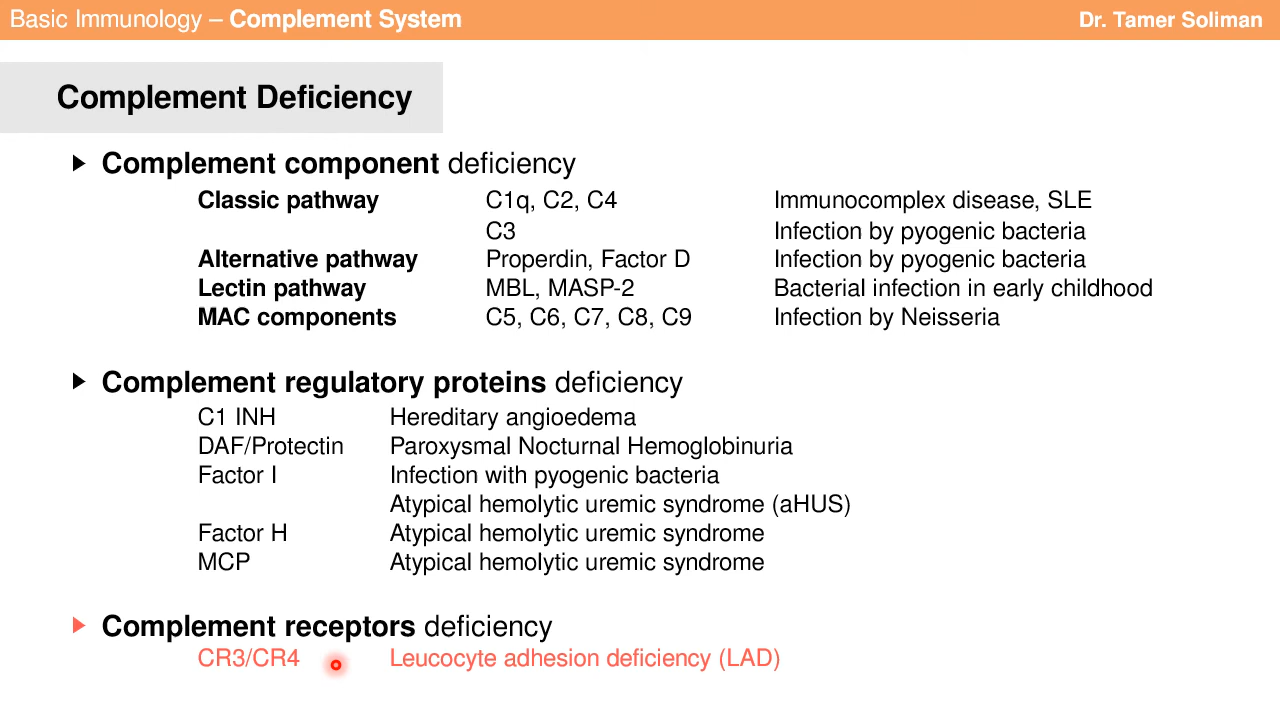 Basic Immunology – Complement System
Dr. Tamer Soliman
Complement Deficiency
Complement component deficiency
Classic pathway C1q, C2, C4 Immunocomplex disease, SLE
C3 Infection by pyogenic bacteria
Alternative pathway Properdin, Factor D Infection by pyogenic bacteria
Lectin pathway MBL, MASP-2 Bacterial infection in early childhood
MAC components C5, C6, C7, C8, C9 Infection by Neisseria
Complement regulatory proteins deficiency
C1 INH Hereditary angioedema
DAF/Protectin Paroxysmal Nocturnal Hemoglobinuria
Factor I Infection with pyogenic bacteria
Atypical hemolytic uremic syndrome (aHUS)
Factor H Atypical hemolytic uremic syndrome
MCP Atypical hemolytic uremic syndrome
Complement receptors deficiency
CR3/CR4 Leucocyte adhesion deficiency (LAD)